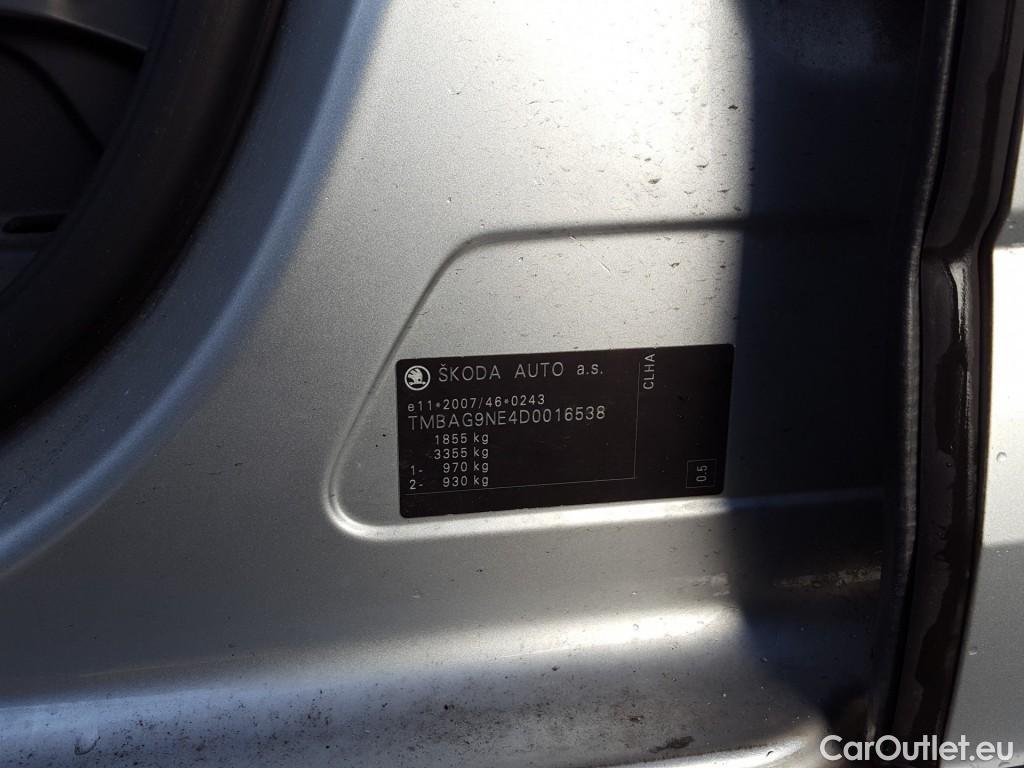 ŠKODA AUTO a.s.
e11*2007/46*0243
TMBAG9NE4D0016538
1855 kg
3355 kg
1- 970 kg
2- 930 kg
CLHA
0.5
CarOutlet.eu